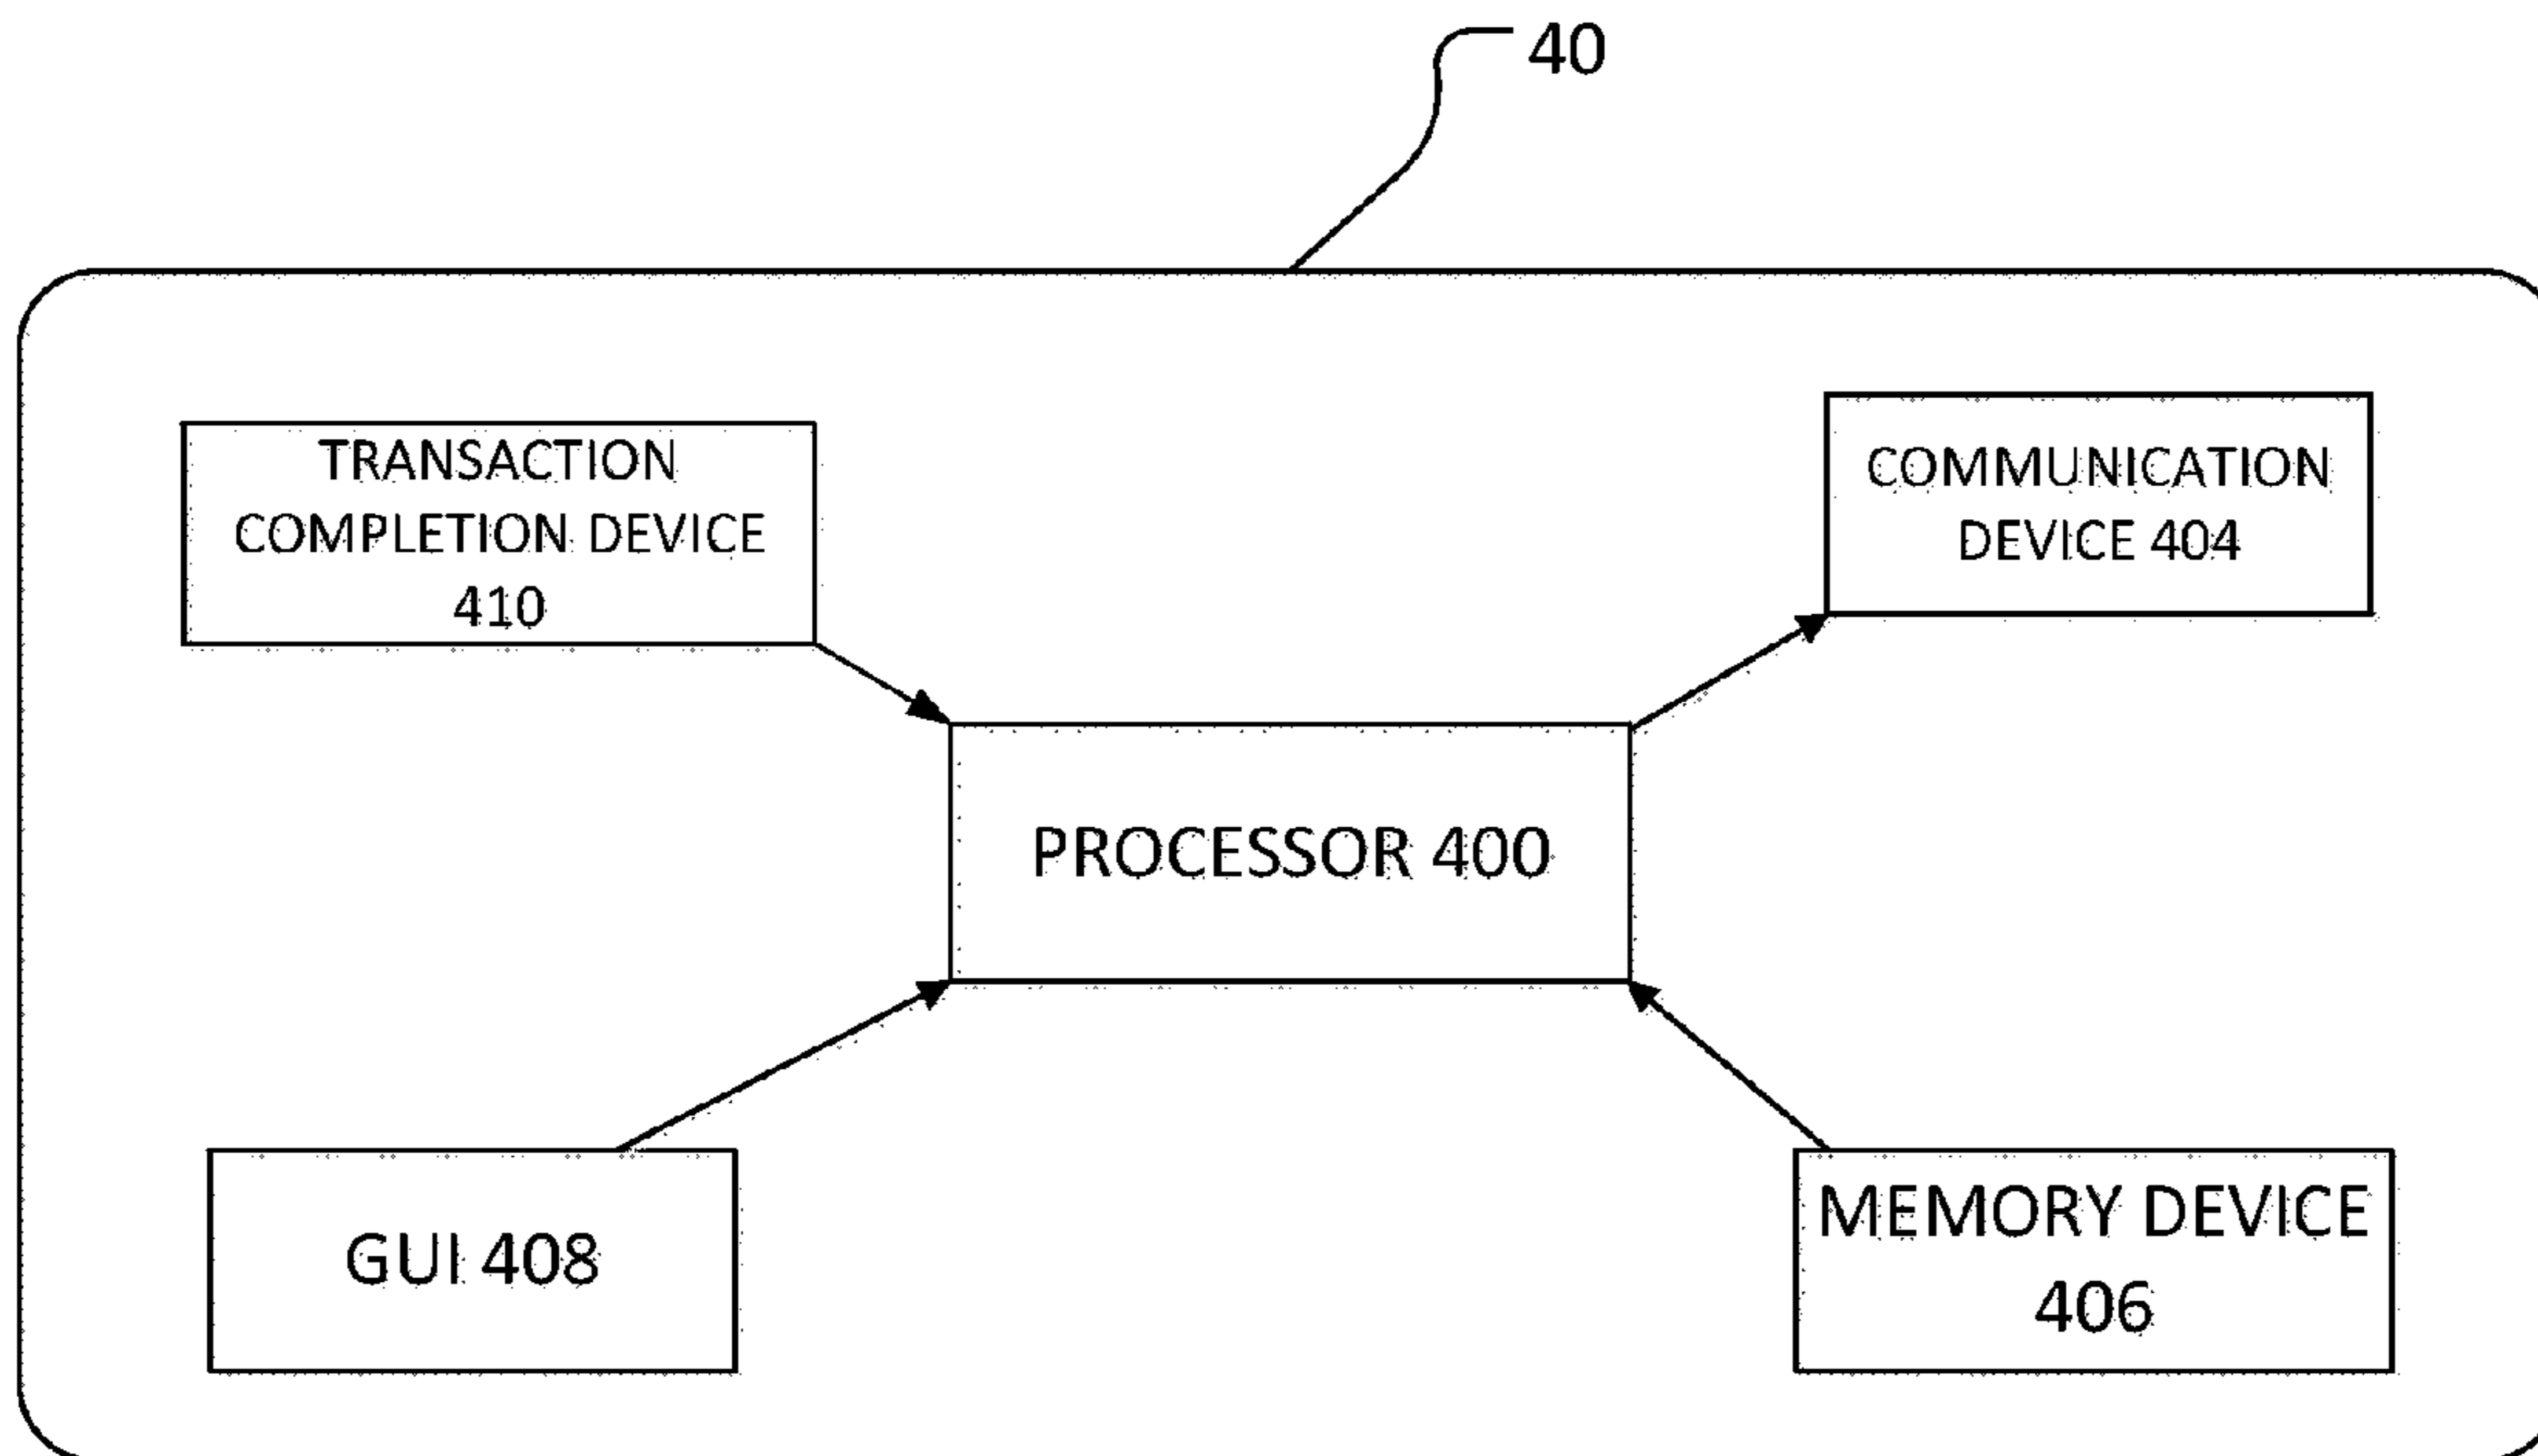 40
TRANSACTION
COMPLETION DEVICE
410
COMMUNICATION
DEVICE 404
PROCESSOR 400
GUI 408
MEMORY DEVICE
406